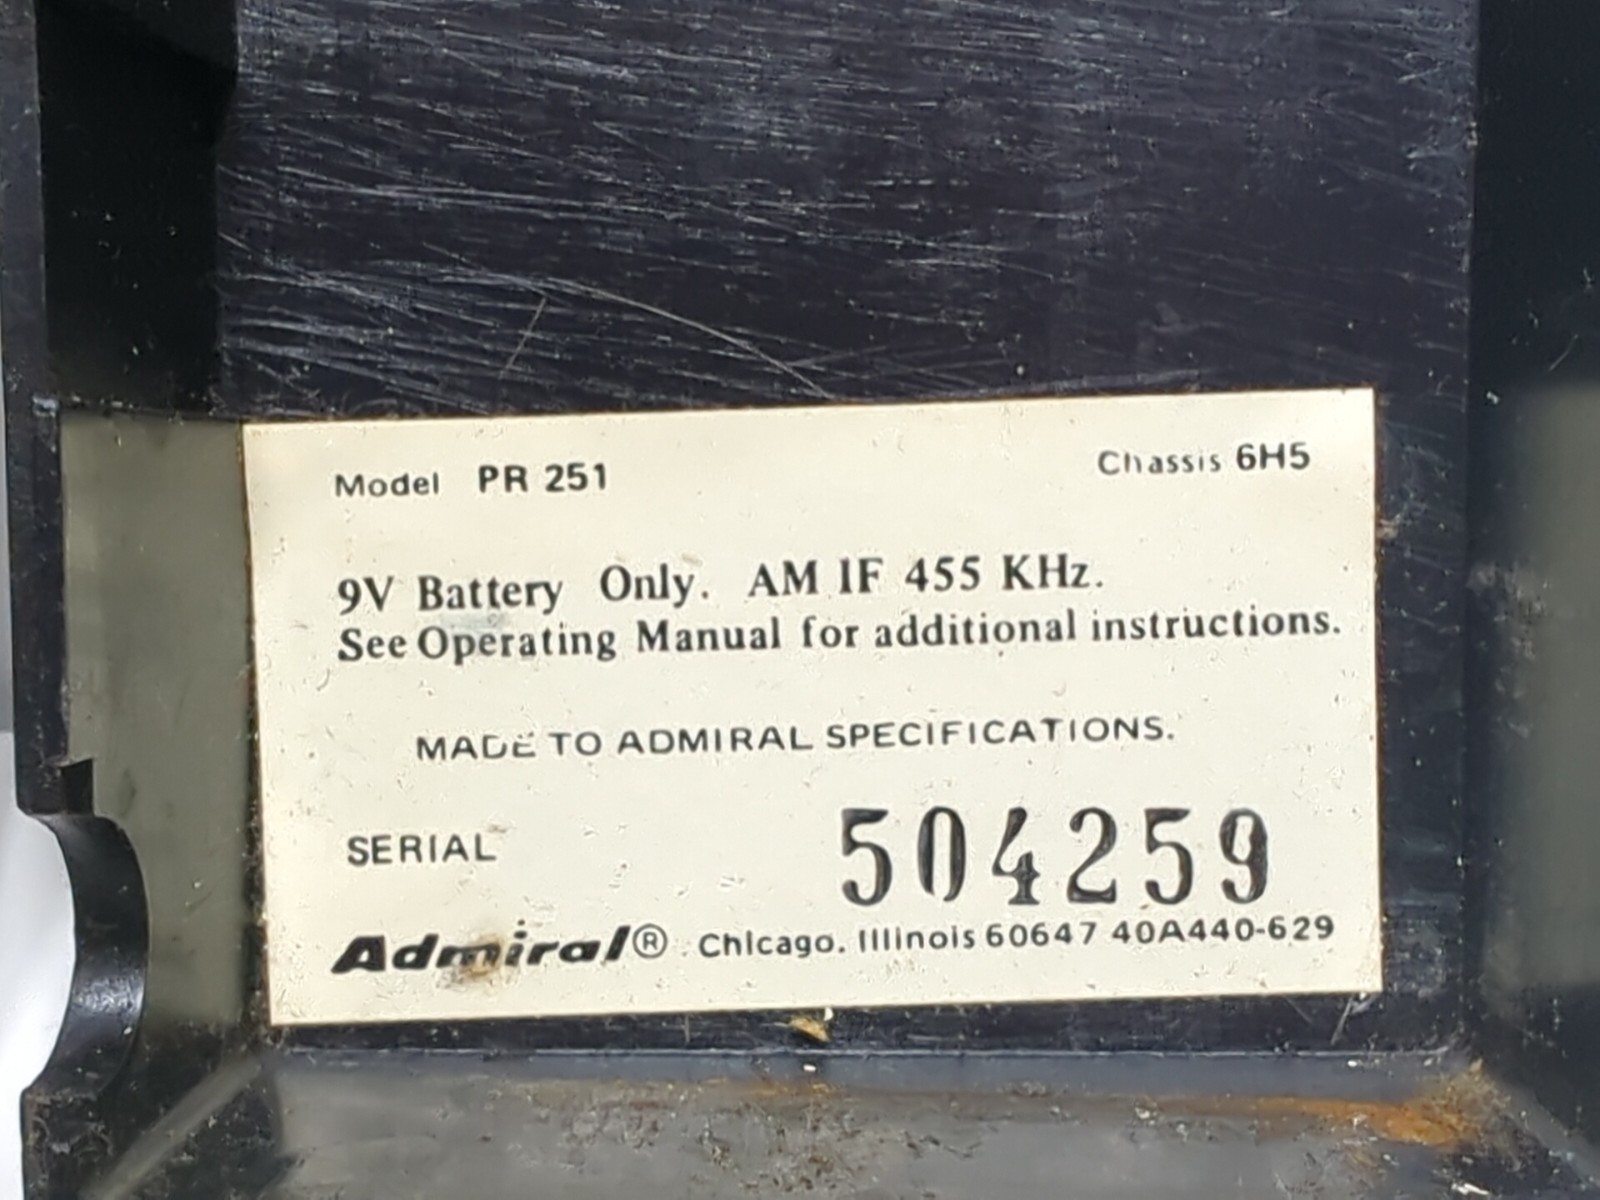 Model PR 251 Chassis 6H5
9V Battery Only. AM IF 455 KHz.
See Operating Manual for additional instructions.
MADE TO ADMIRAL SPECIFICATIONS.
SERIAL 504259
Admiral® Chicago. Illinois 60647 40A440-629